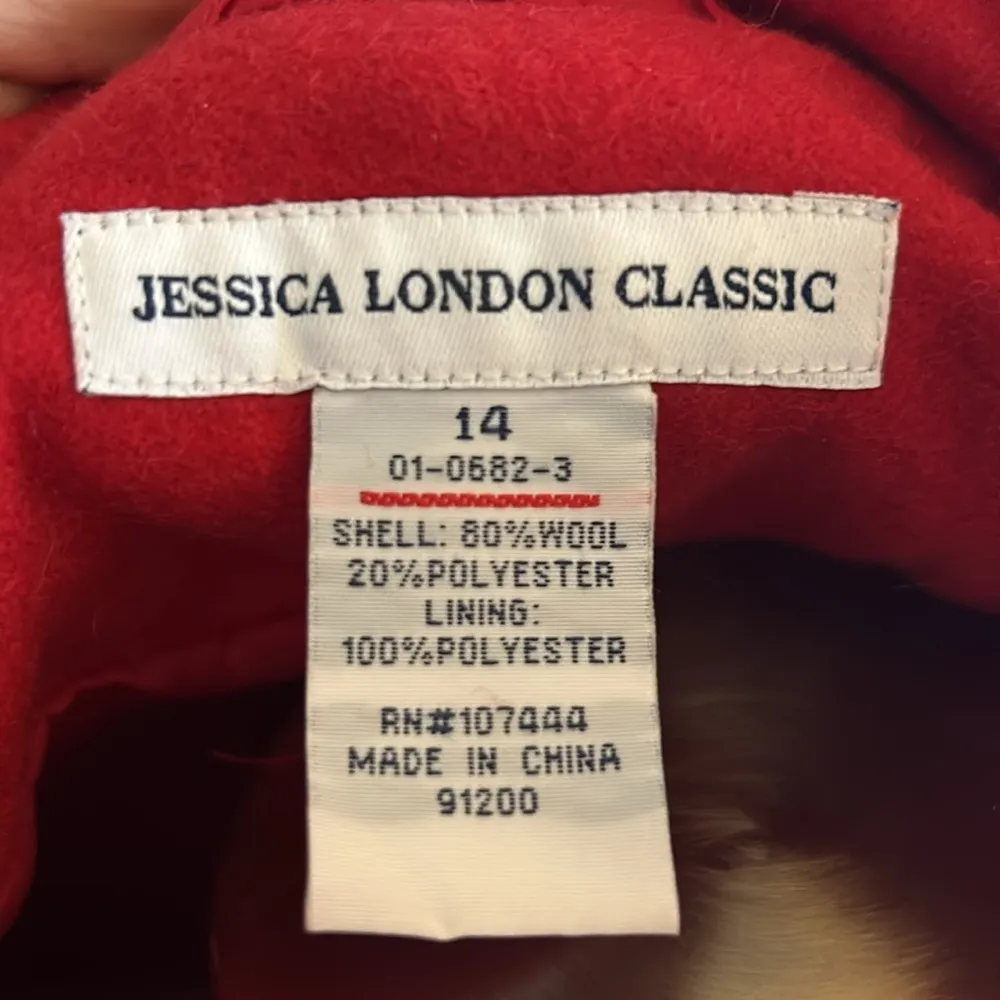 JESSICA LONDON CLASSIC
14
01-0682-3
SHELL: 80%WOOL
20%POLYESTER
LINING:
100%POLYESTER
RN#107444
MADE IN CHINA
91200